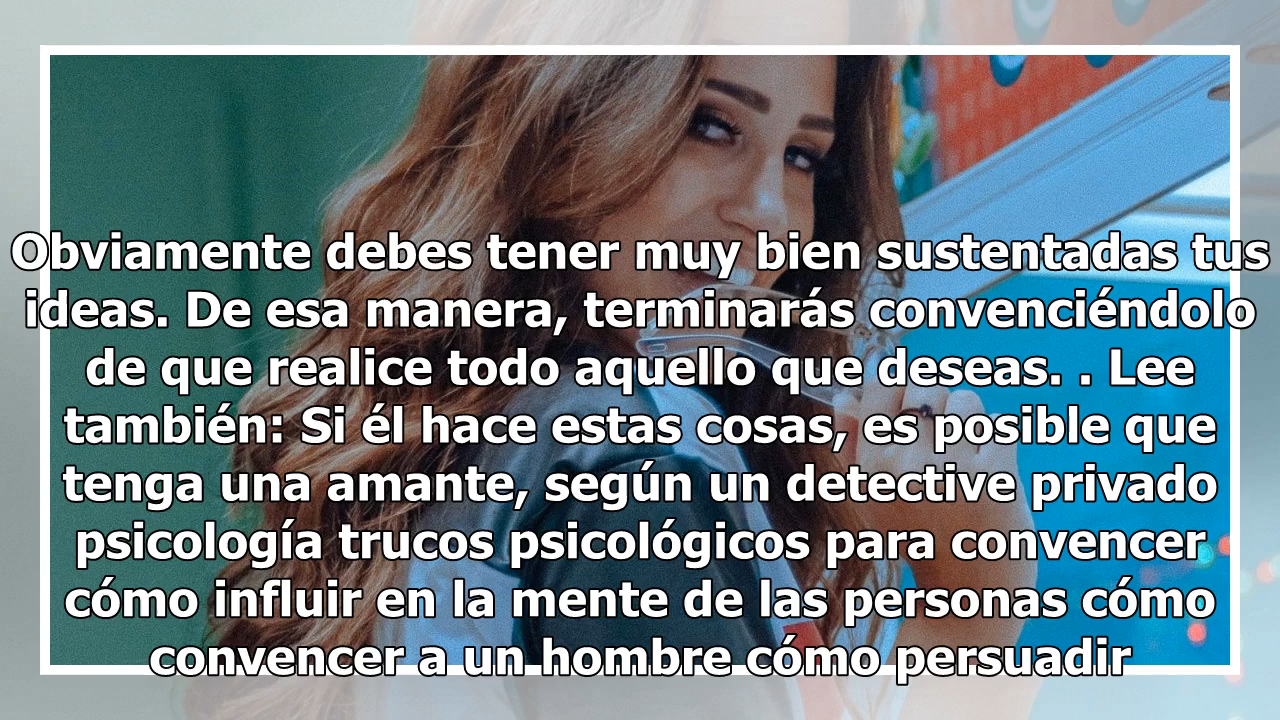 Obviamente debes tener muy bien sustentadas tus
ideas. De esa manera, terminarás convenciéndolo
de que realice todo aquello que deseas. . Lee
también: Si él hace estas cosas, es posible que
tenga una amante, según un detective privado
psicología trucos psicológicos para convencer
cómo influir en la mente de las personas cómo
convencer a un hombre cómo persuadir